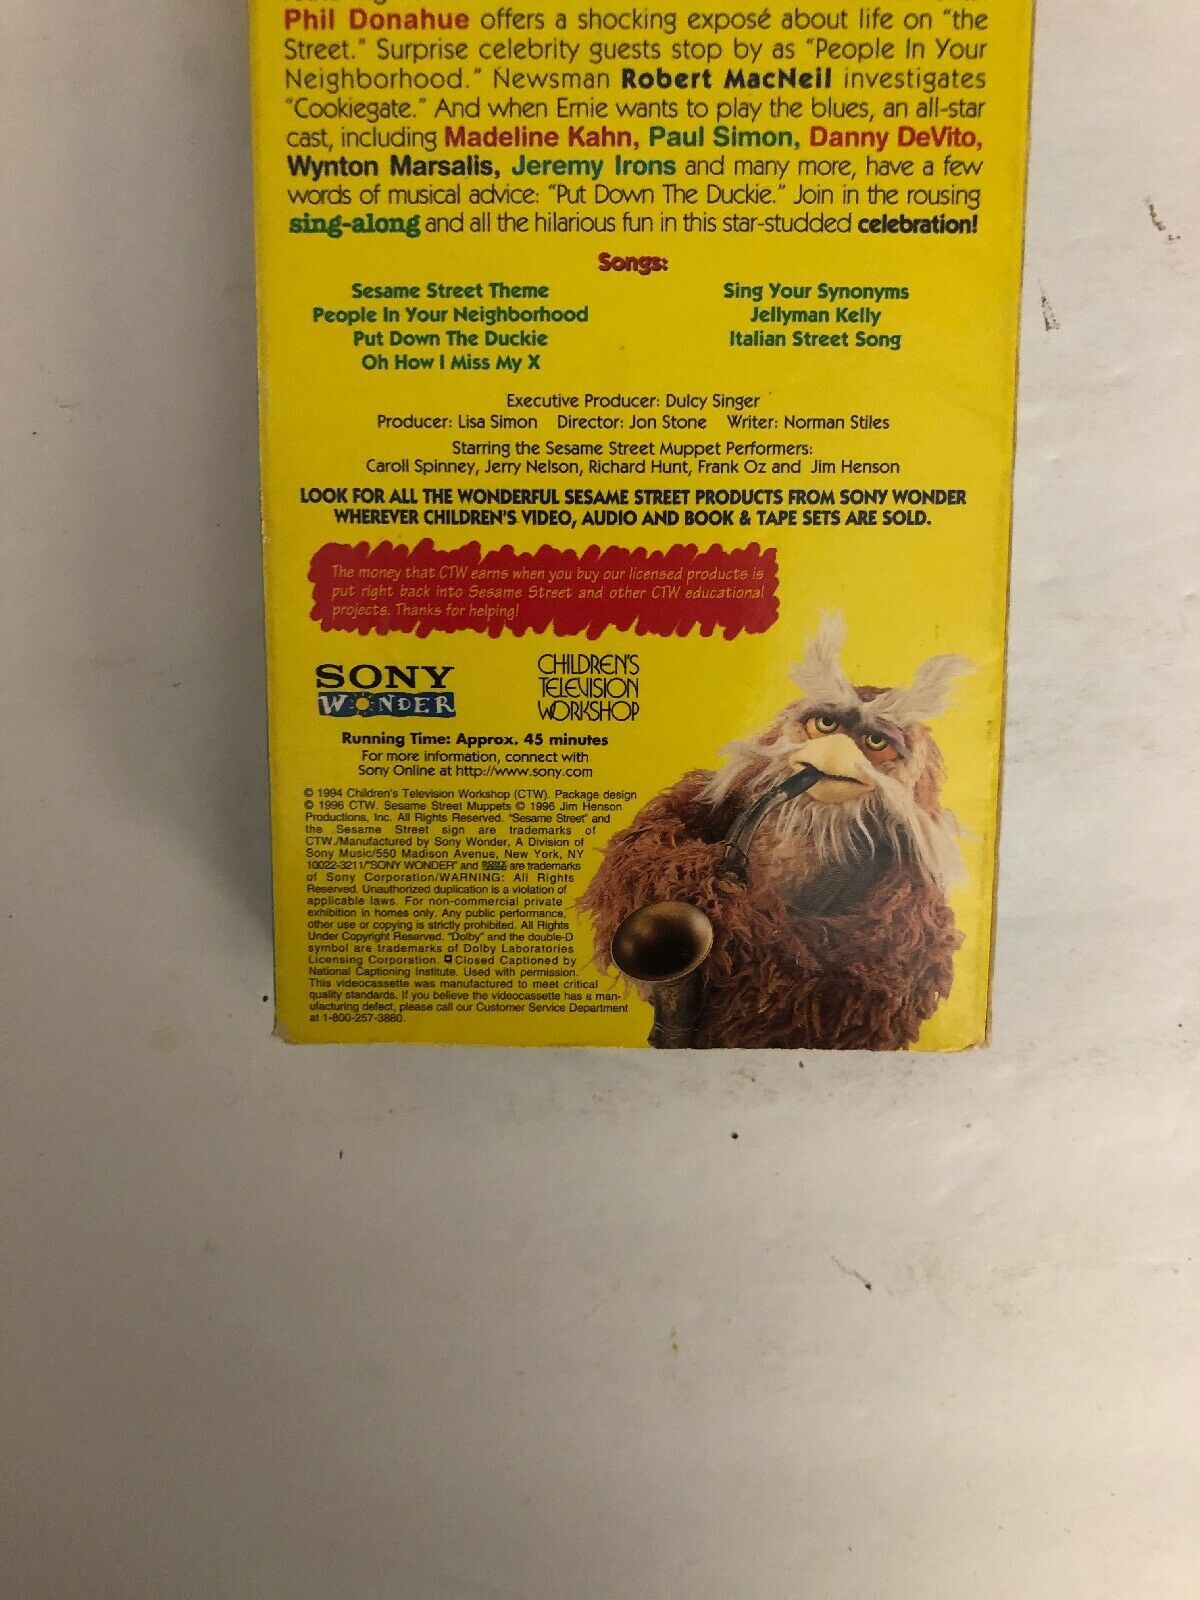 Phil Donahue offers a shocking exposé about life on "the
Street." Surprise celebrity guests stop by as "People In Your
Neighborhood." Newsman Robert MacNeil investigates
"Cookiegate." And when Ernie wants to play the blues, an all-star
cast, including Madeline Kahn, Paul Simon, Danny DeVito,
Wynton Marsalis, Jeremy Irons and many more, have a few
words of musical advice: "Put Down The Duckie." Join in the rousing
sing-along and all the hilarious fun in this star-studded celebration!
Songs:
Sesame Street Theme
People In Your Neighborhood
Put Down The Duckie
Oh How I Miss My X
Sing Your Synonyms
Jellyman Kelly
Italian Street Song
Executive Producer: Dulcy Singer
Producer: Lisa Simon Director: Jon Stone Writer: Norman Stiles
Starring the Sesame Street Muppet Performers:
Caroll Spinney, Jerry Nelson, Richard Hunt, Frank Oz and Jim Henson
LOOK FOR ALL THE WONDERFUL SESAME STREET PRODUCTS FROM SONY WONDER
WHEREVER CHILDREN'S VIDEO, AUDIO AND BOOK & TAPE SETS ARE SOLD.
The money that CTW earns when you buy our licensed products is
put right back into Sesame Street and other CTW educational
projects. Thanks for helping!
SONY
WONDER
CHILDREN'S
TELEVISION
WORKSHOP
Running Time: Approx. 45 minutes
For more information, connect with
Sony Online at http://www.sony.com
© 1994 Children's Television Workshop (CTW). Package design
© 1996 CTW. Sesame Street Muppets © 1996 Jim Henson
Productions, Inc. All Rights Reserved. "Sesame Street" and
the Sesame Street sign are trademarks of
CTW./Manufactured by Sony Wonder, A Division of
Sony Music/550 Madison Avenue, New York, NY
10022-3211/"SONY WONDER" and are trademarks
of Sony Corporation/WARNING: All Rights
Reserved. Unauthorized duplication is a violation of
applicable laws. For non-commercial private
exhibition in homes only. Any public performance,
other use or copying is strictly prohibited. All Rights
Under Copyright Reserved. "Dolby" and the double-D
symbol are trademarks of Dolby Laboratories
Licensing Corporation. Closed Captioned by
National Captioning Institute. Used with permission.
This videocassette was manufactured to meet critical
quality standards. If you believe the videocassette has a man-
ufacturing defect, please call our Customer Service Department
at 1-800-257-3880.